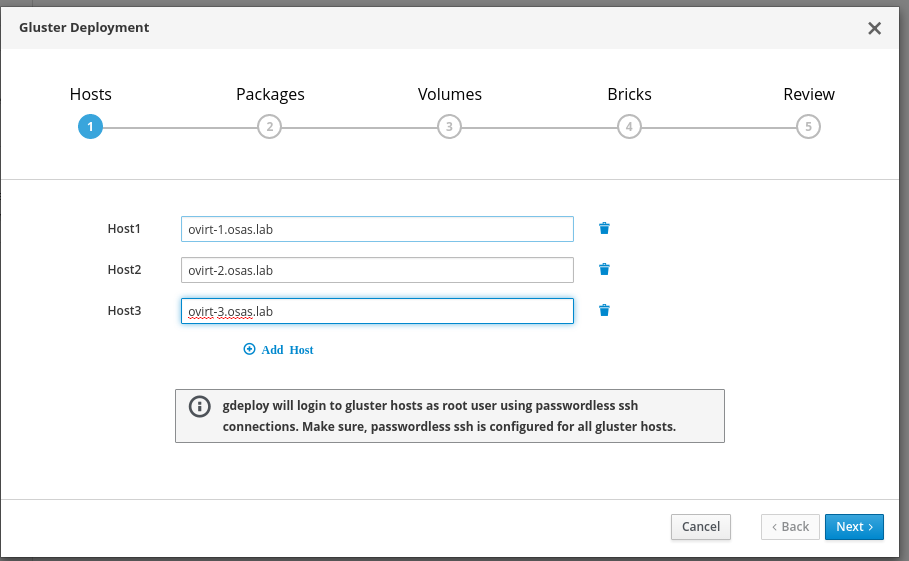 Gluster Deployment
Hosts Packages Volumes Bricks Review
1 2 3 4 5
Host1 ovirt-1.osas.lab
Host2 ovirt-2.osas.lab
Host3 ovirt-3.osas.lab
Add Host
gdeploy will login to gluster hosts as root user using passwordless ssh
connections. Make sure, passwordless ssh is configured for all gluster hosts.
Cancel < Back Next >